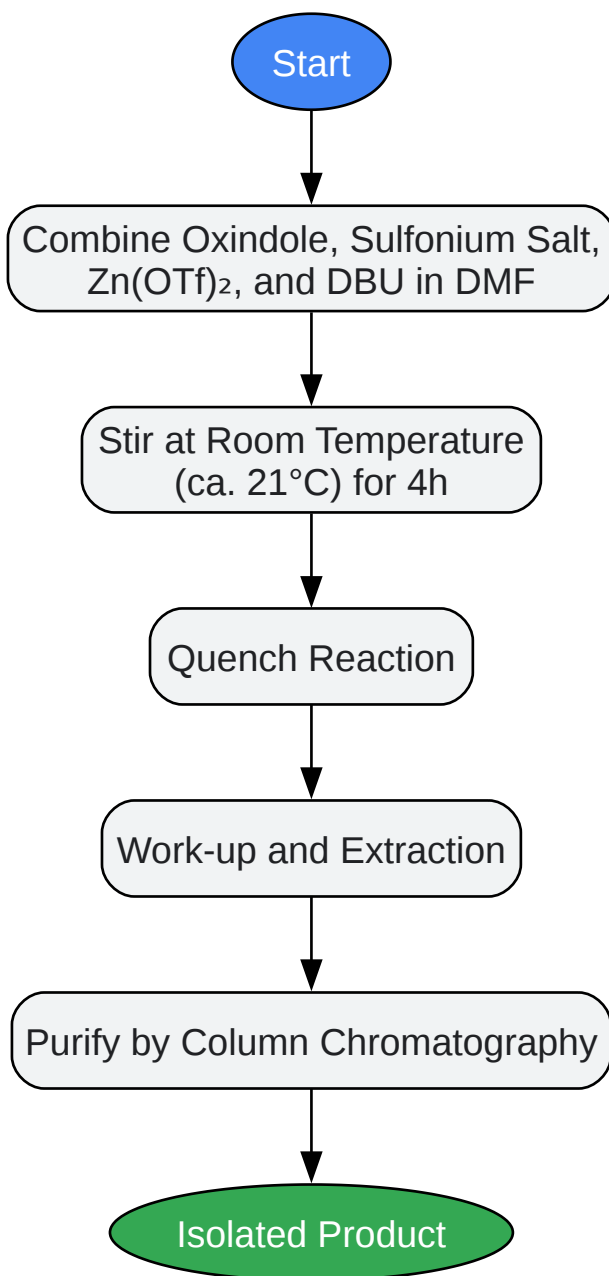 Start
Combine Oxindole, Sulfonium Salt,
Zn(OTf)₂, and DBU in DMF
Stir at Room Temperature
(ca. 21°C) for 4h
Quench Reaction
Work-up and Extraction
Purify by Column Chromatography
Isolated Product